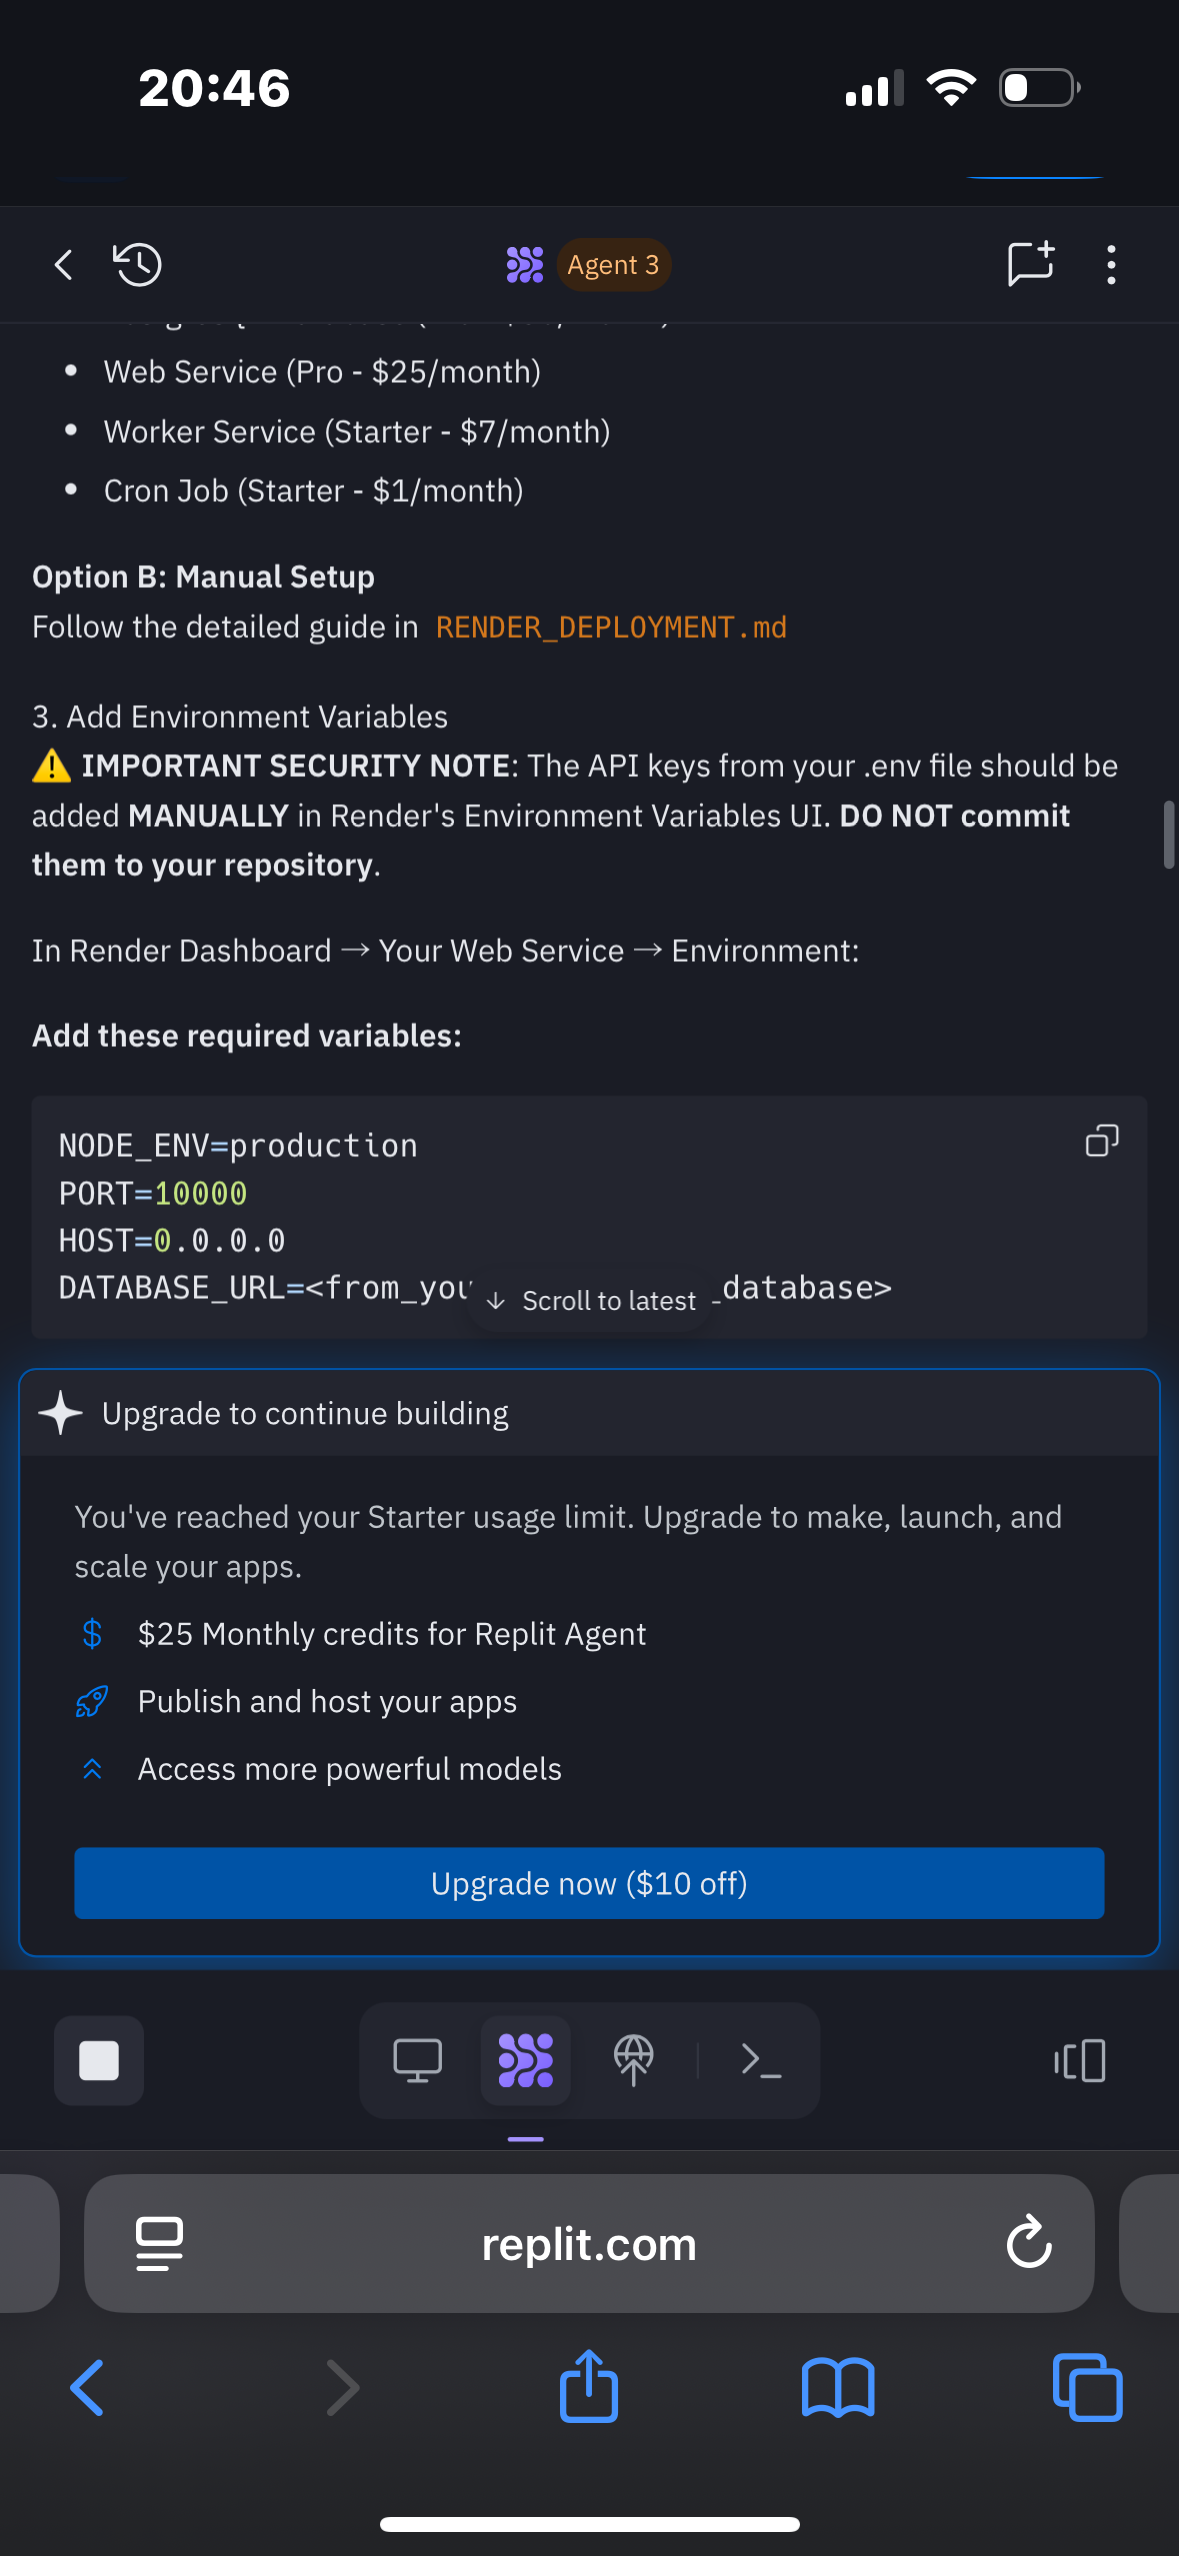 20:46
Agent 3
Web Service (Pro - $25/month)
Worker Service (Starter - $7/month)
Cron Job (Starter - $1/month)
Option B: Manual Setup
Follow the detailed guide in RENDER_DEPLOYMENT.md
3. Add Environment Variables
⚠️ IMPORTANT SECURITY NOTE: The API keys from your .env file should be
added MANUALLY in Render's Environment Variables UI. DO NOT commit
them to your repository.
In Render Dashboard → Your Web Service → Environment:
Add these required variables:
NODE_ENV=production
PORT=10000
HOST=0.0.0.0
DATABASE_URL=<from_you
_database>
↓ Scroll to latest
Upgrade to continue building
You've reached your Starter usage limit. Upgrade to make, launch, and
scale your apps.
$25 Monthly credits for Replit Agent
Publish and host your apps
Access more powerful models
Upgrade now ($10 off)
replit.com